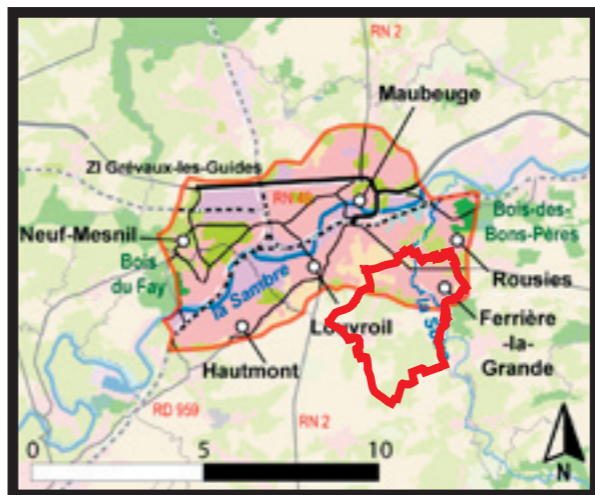 RN 2
Maubeuge
ZI Grévaux-les-Guides
RN 49
Neuf-Mesnil
Bois
du Fay
Bois-des-
Bons-Pères
Rousies
la Sambre
Louvroil
Ferrière
-la-
Grande
Hautmont
RD 959
RN 2
0 5 10
N